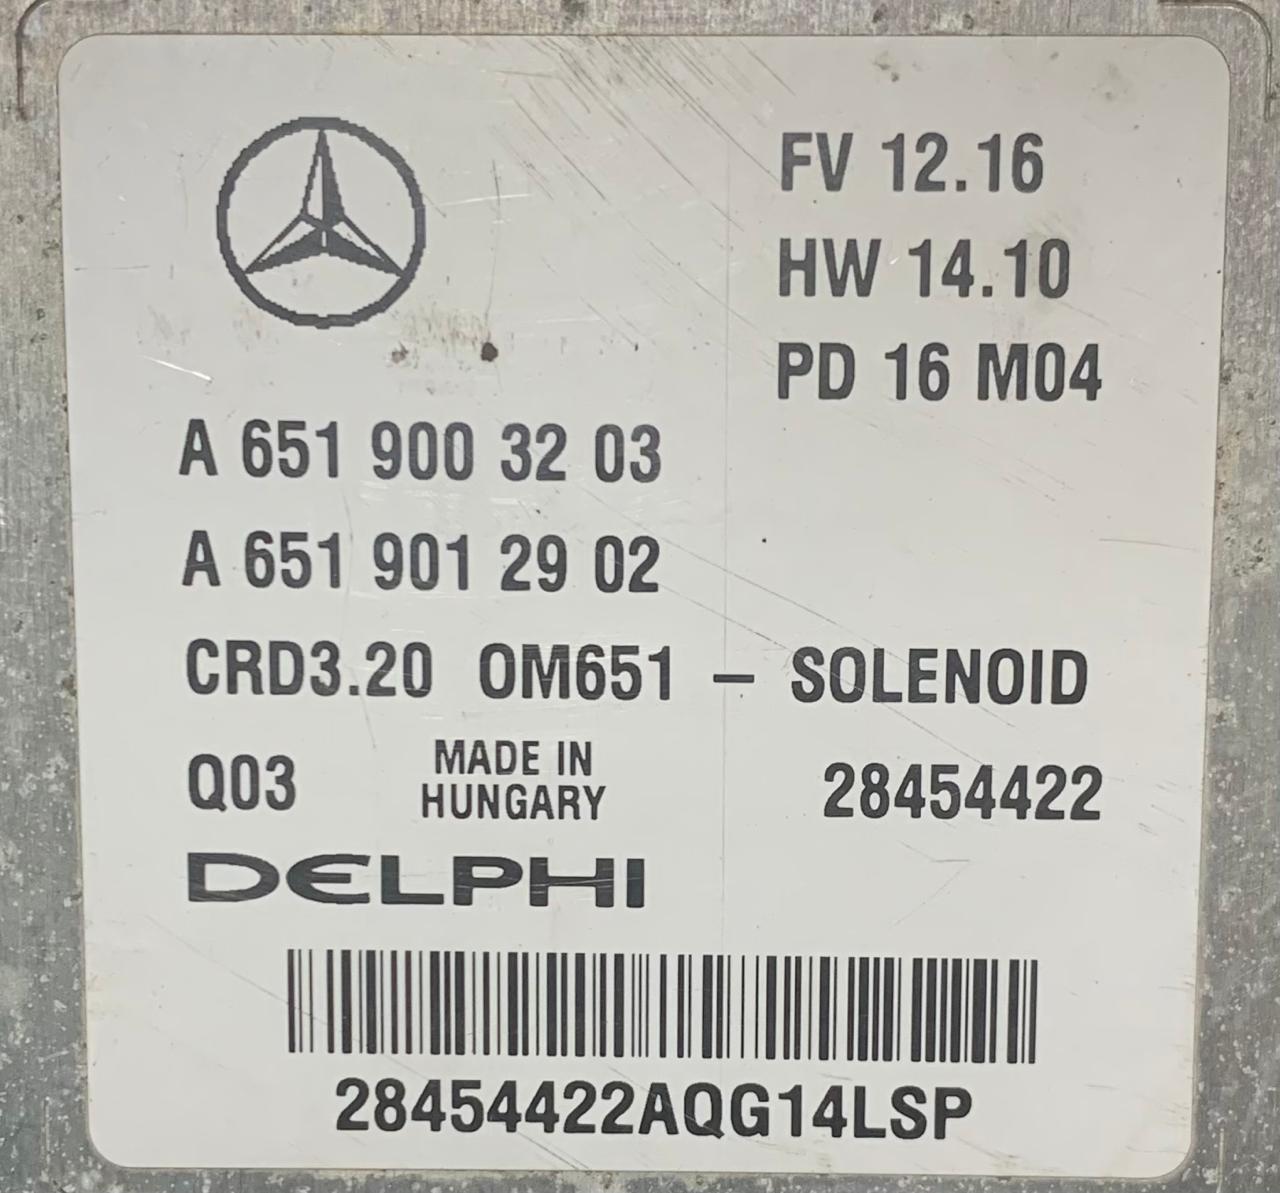 FV 12.16
HW 14.10
PD 16 M04
A 651 900 32 03
A 651 901 29 02
CRD3.20 OM651 – SOLENOID
Q03
MADE IN
HUNGARY
28454422
DELPHI
28454422AQG14LSP